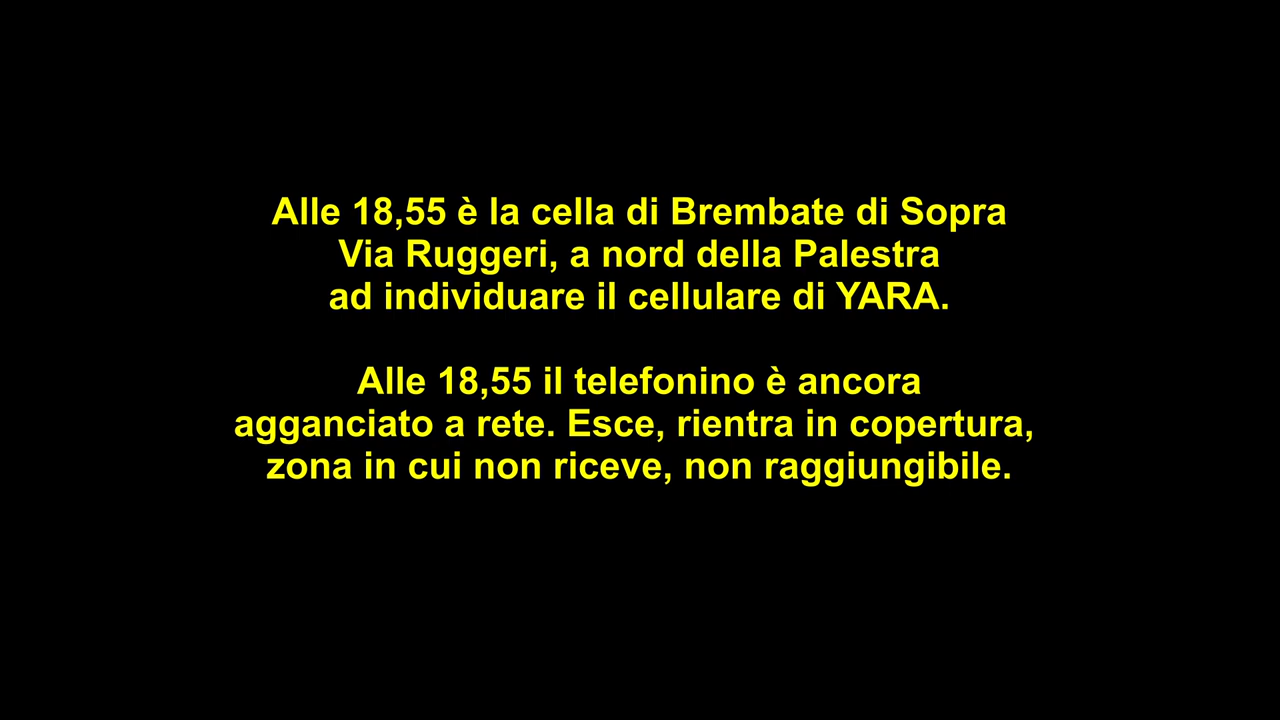 Alle 18,55 è la cella di Brembate di Sopra
Via Ruggeri, a nord della Palestra
ad individuare il cellulare di YARA.
Alle 18,55 il telefonino è ancora
agganciato a rete. Esce, rientra in copertura,
zona in cui non riceve, non raggiungibile.